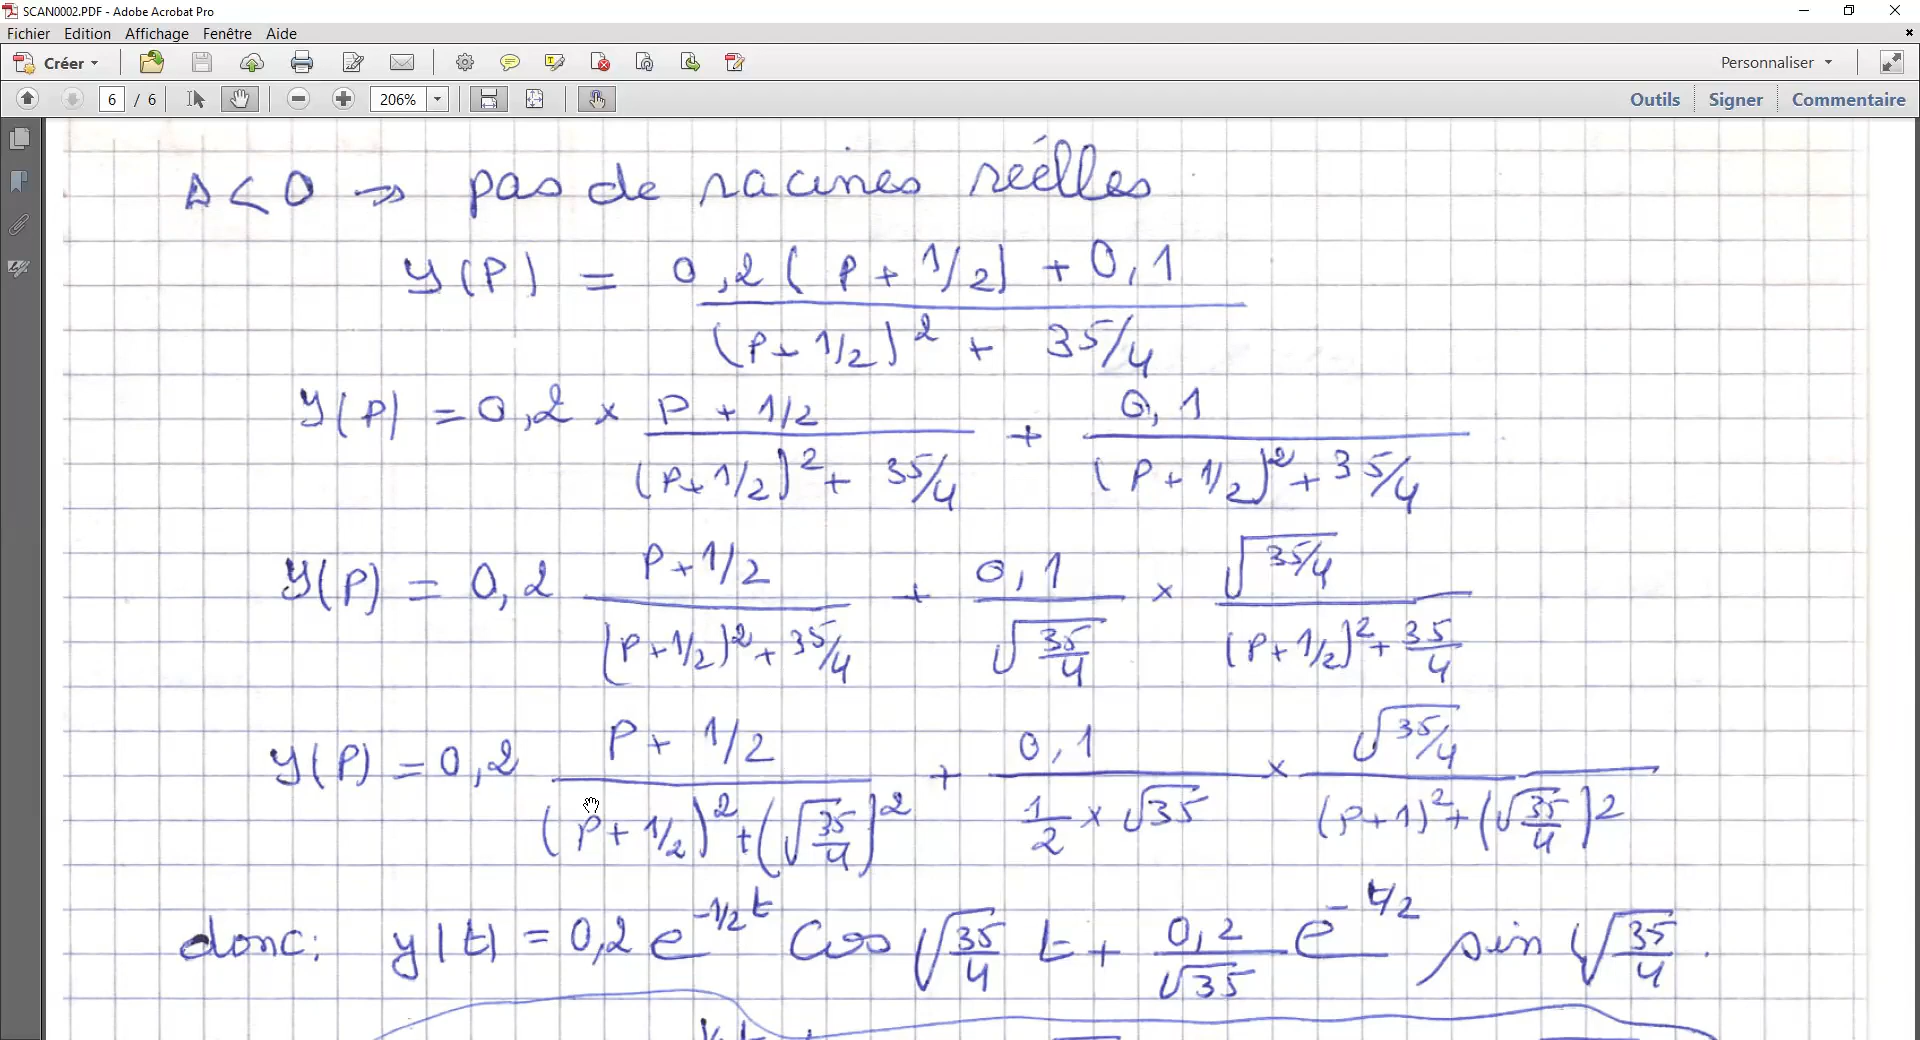 SCAN0002.PDF - Adobe Acrobat Pro
Fichier Edition Affichage Fenêtre Aide
Créer Personnaliser
6 / 6 206% Outils Signer Commentaire
Δ < 0 → pas de racines réélles
Y(P) = 0,2 (P + 1/2) + 0,1
(P + 1/2)² + 35/4
Y(P) = 0,2 × P + 1/2 + 0,1
(P + 1/2)² + 35/4 (P + 1/2)² + 35/4
Y(P) = 0,2 P + 1/2 + 0,1 × √35/4
(P + 1/2)² + 35/4 √35/4 (P + 1/2)² + 35/4
Y(P) = 0,2 P + 1/2 + 0,1 × √35/4
(P + 1/2)² + (√35/4)² 1/2 × √35 (P + 1)² + (√35/4)2
donc: y(t) = 0,2 e^-1/2 t Cos √35/4 t + 0,2/√35 e^-t/2 sin √35/4 .